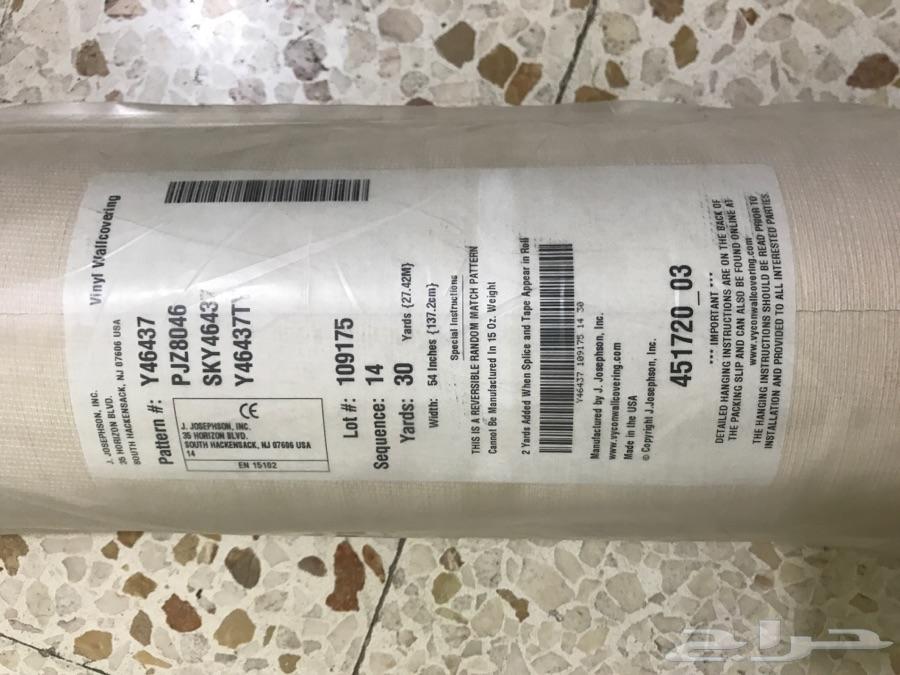 Vinyl Wallcovering
J. JOSEPHSON, INC.
35 HORIZON BLVD.
SOUTH HACKENSACK, NJ 07606 USA
Pattern #: Y46437
PJZ8046
SKY46437
Y46437TY
J. JOSEPHSON, INC.
35 HORIZON BLVD.
SOUTH HACKENSACK, NJ 07606 USA
14
CE
EN 15102
Lot #: 109175
Sequence: 14
Yards: 30 Yards {27.42M}
Width: 54 Inches {137.2cm}
Special Instructions
THIS IS A REVERSIBLE RANDOM MATCH PATTERN
Cannot Be Manufactured In 15 Oz. Weight
2 Yards Added When Splice and Tape Appear in Roll
Y46437 109175 14 30
Manufactured by J. Josephson, Inc.
www.vyconwallcovering.com
Made in the USA
© Copyright J.Josephson, Inc.
451720_03
*** IMPORTANT ***
DETAILED HANGING INSTRUCTIONS ARE ON THE BACK OF
THE PACKING SLIP AND CAN ALSO BE FOUND ONLINE AT
www.vyconwallcovering.com
THE HANGING INSTRUCTIONS SHOULD BE READ PRIOR TO
INSTALLATION AND PROVIDED TO ALL INTERESTED PARTIES.
حراج